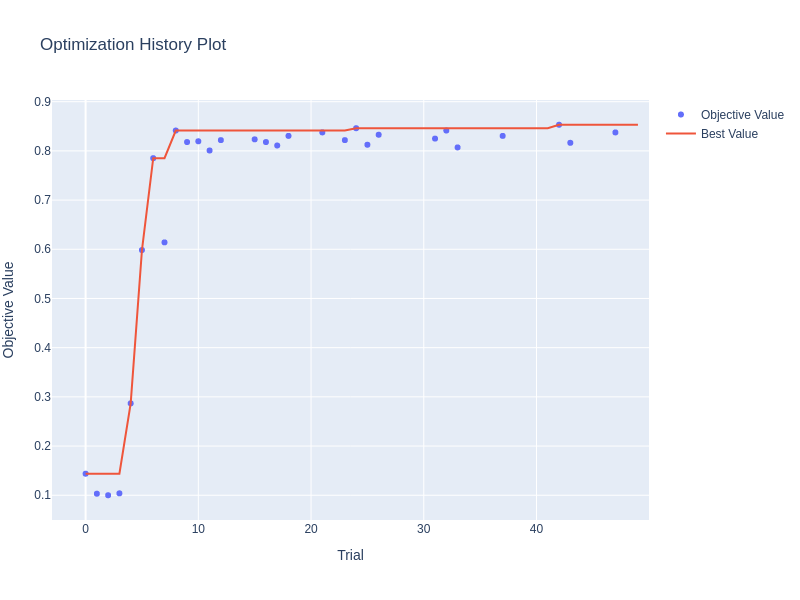 Optimization History Plot
Objective Value
Best Value
0.9
0.8
0.7
0.6
0.5
0.4
0.3
0.2
0.1
0 10 20 30 40
Trial
Objective Value